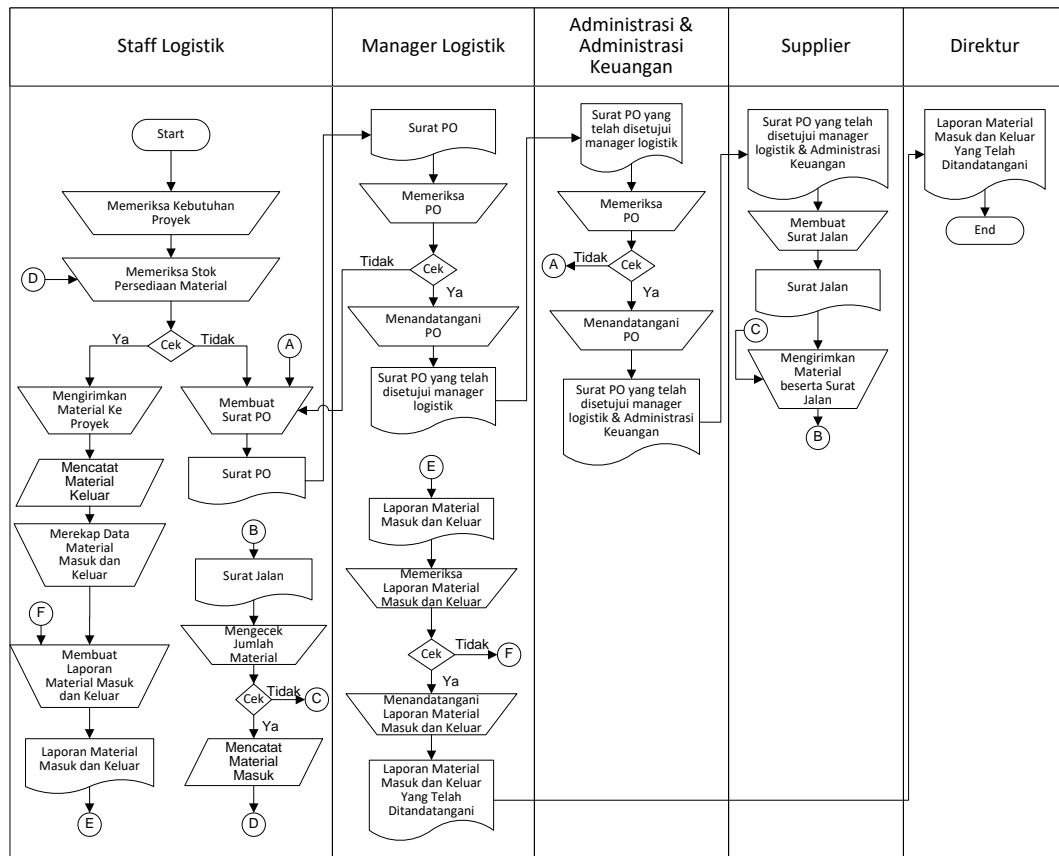 Staff Logistik
Manager Logistik
Administrasi &
Administrasi
Keuangan
Supplier
Direktur
Start
Memeriksa Kebutuhan
Proyek
Memeriksa Stok
Persediaan Material
D
Cek
Ya
Tidak
A
Mengirimkan
Material Ke
Proyek
Membuat
Surat PO
Mencatat
Material
Keluar
Surat PO
Merekap Data
Material
Masuk dan
Keluar
F
Membuat
Laporan
Material Masuk
dan Keluar
Laporan Material
Masuk dan Keluar
E
B
Surat Jalan
Mengecek
Jumlah
Material
Cek
Tidak
C
Ya
Mencatat
Material
Masuk
D
Surat PO
Memeriksa
PO
Tidak
Cek
Ya
Menandatangani
PO
Surat PO yang telah
disetujui manager
logistik
E
Laporan Material
Masuk dan Keluar
Memeriksa
Laporan Material
Masuk dan Keluar
Cek
Tidak
F
Ya
Menandatangani
Laporan Material
Masuk dan Keluar
Laporan Material
Masuk dan Keluar
Yang Telah
Ditandatangani
Surat PO yang
telah disetujui
manager logistik
Memeriksa
PO
A
Tidak
Cek
Ya
Menandatangani
PO
Surat PO yang telah
disetujui manager
logistik & Administrasi
Keuangan
Surat PO yang telah
disetujui manager
logistik & Administrasi
Keuangan
Membuat
Surat Jalan
Surat Jalan
C
Mengirimkan
Material
beserta Surat
Jalan
B
Laporan Material
Masuk dan Keluar
Yang Telah
Ditandatangani
End